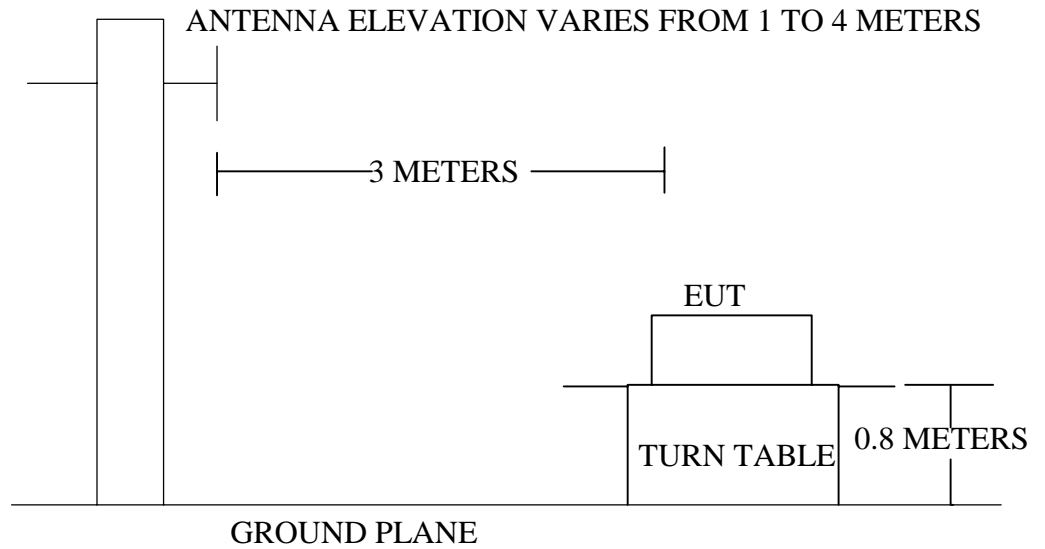 ANTENNA ELEVATION VARIES FROM 1 TO 4 METERS
3 METERS
EUT
0.8 METERS
TURN TABLE
GROUND PLANE